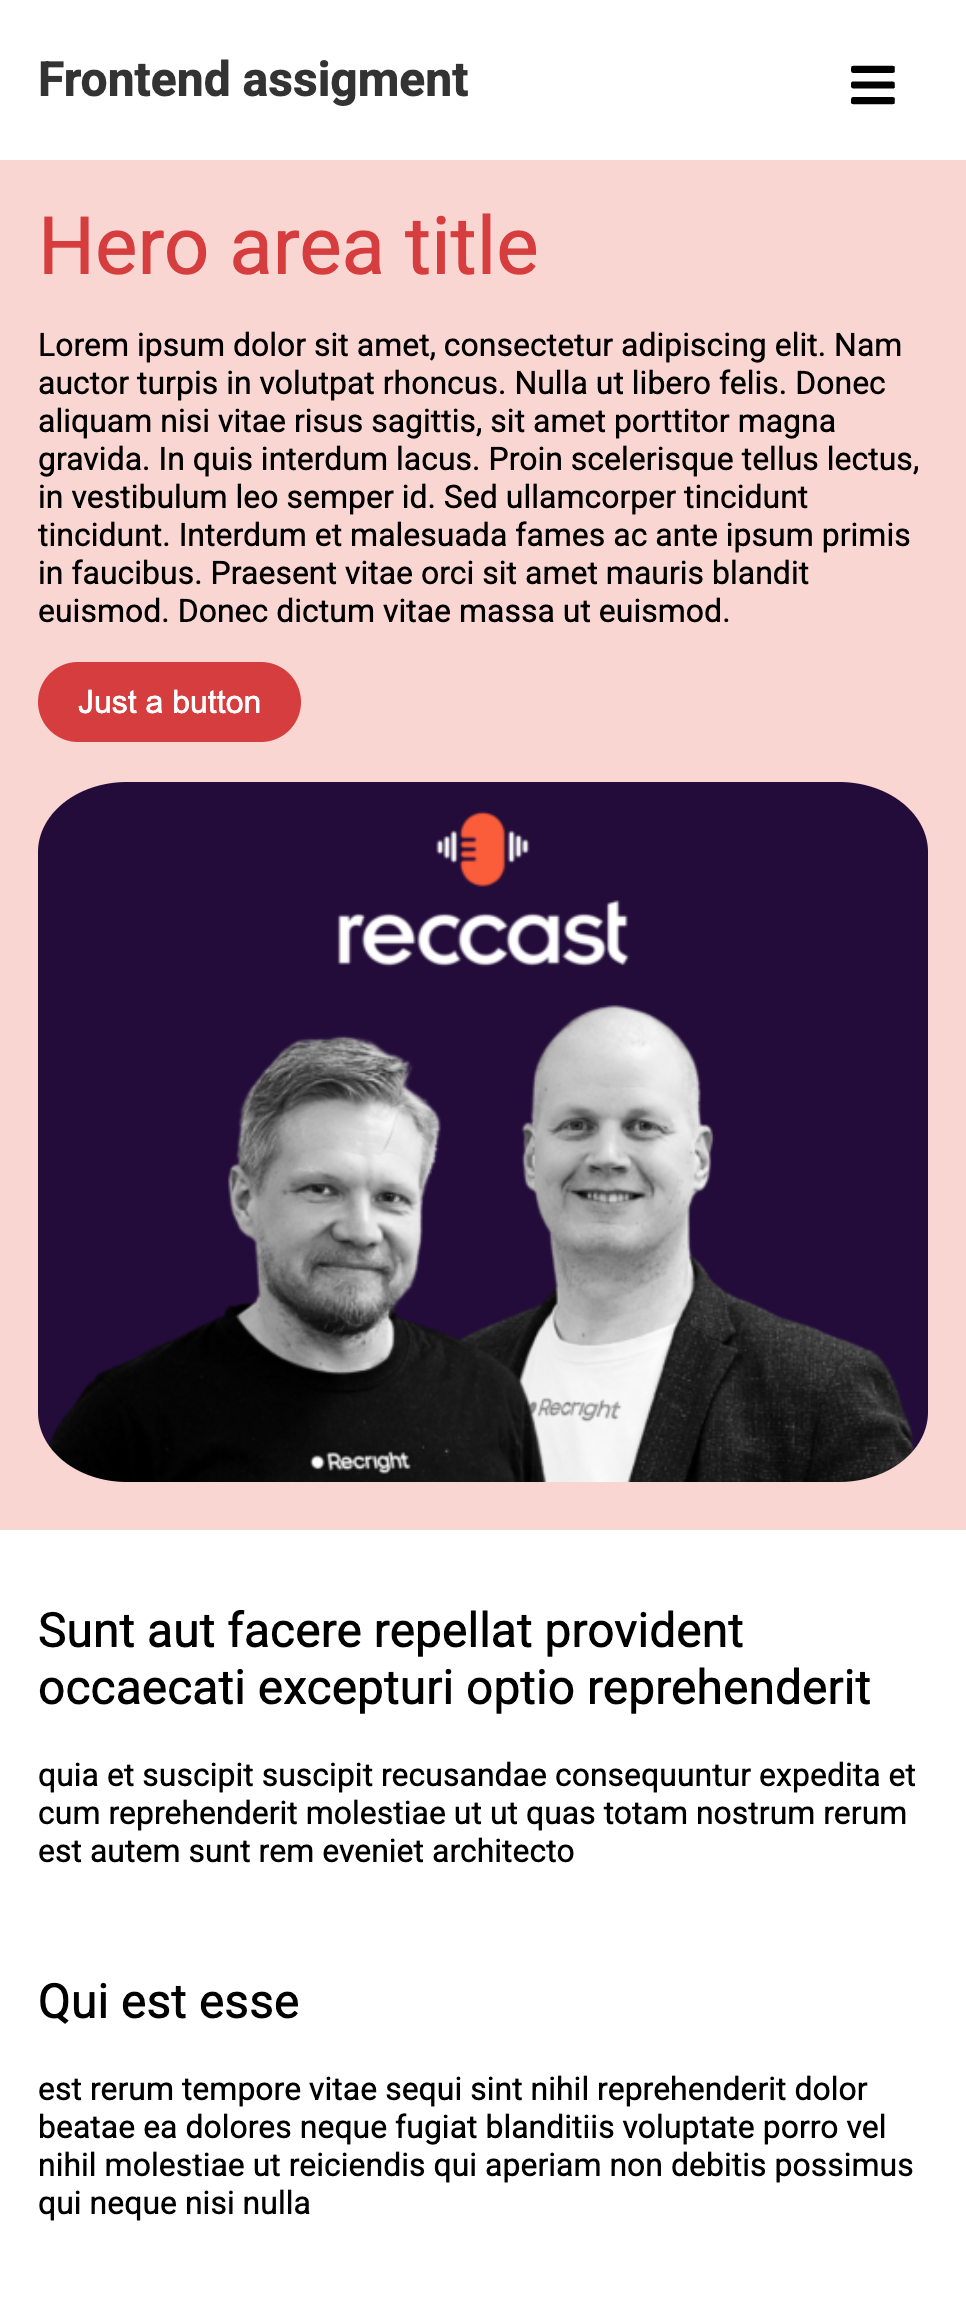 Frontend assigment
Hero area title
Lorem ipsum dolor sit amet, consectetur adipiscing elit. Nam
auctor turpis in volutpat rhoncus. Nulla ut libero felis. Donec
aliquam nisi vitae risus sagittis, sit amet porttitor magna
gravida. In quis interdum lacus. Proin scelerisque tellus lectus,
in vestibulum leo semper id. Sed ullamcorper tincidunt
tincidunt. Interdum et malesuada fames ac ante ipsum primis
in faucibus. Praesent vitae orci sit amet mauris blandit
euismod. Donec dictum vitae massa ut euismod.
Just a button
reccast
Recright
Recright
Sunt aut facere repellat provident
occaecati excepturi optio reprehenderit
quia et suscipit suscipit recusandae consequuntur expedita et
cum reprehenderit molestiae ut ut quas totam nostrum rerum
est autem sunt rem eveniet architecto
Qui est esse
est rerum tempore vitae sequi sint nihil reprehenderit dolor
beatae ea dolores neque fugiat blanditiis voluptate porro vel
nihil molestiae ut reiciendis qui aperiam non debitis possimus
qui neque nisi nulla